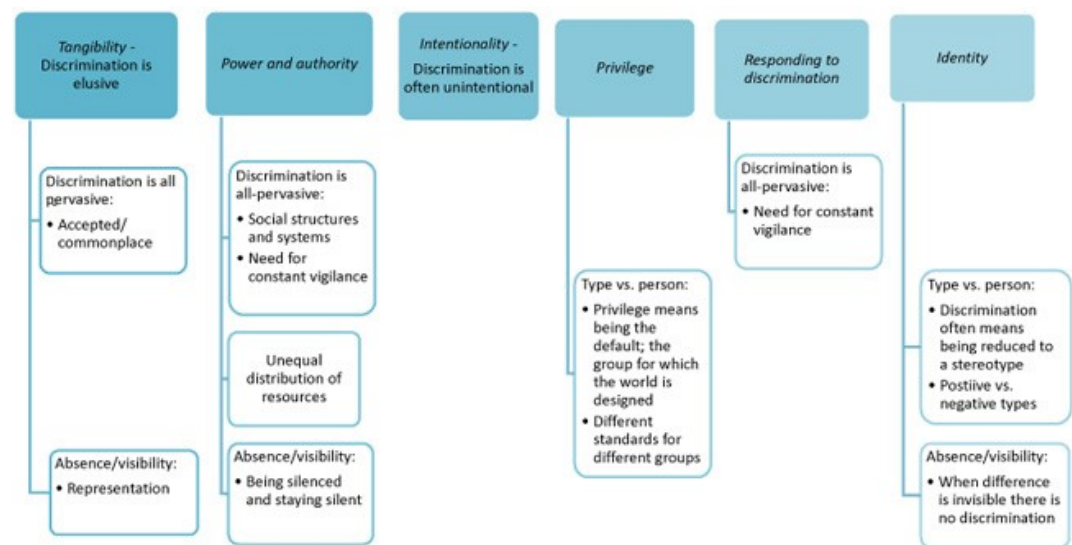 Tangibility -
Discrimination is
elusive
Power and authority
Intentionality -
Discrimination is
often unintentional
Privilege
Responding to
discrimination
Identity
Discrimination is all
pervasive:
• Accepted/
commonplace
Absence/visibility:
• Representation
Discrimination is
all-pervasive:
• Social structures
and systems
• Need for
constant vigilance
Unequal
distribution of
resources
Absence/visibility:
• Being silenced
and staying silent
Type vs. person:
• Privilege means
being the
default; the
group for which
the world is
designed
• Different
standards for
different groups
Discrimination is
all-pervasive:
• Need for constant
vigilance
Type vs. person:
• Discrimination
often means
being reduced to
a stereotype
• Postiive vs.
negative types
Absence/visibility:
• When difference
is invisible there is
no discrimination